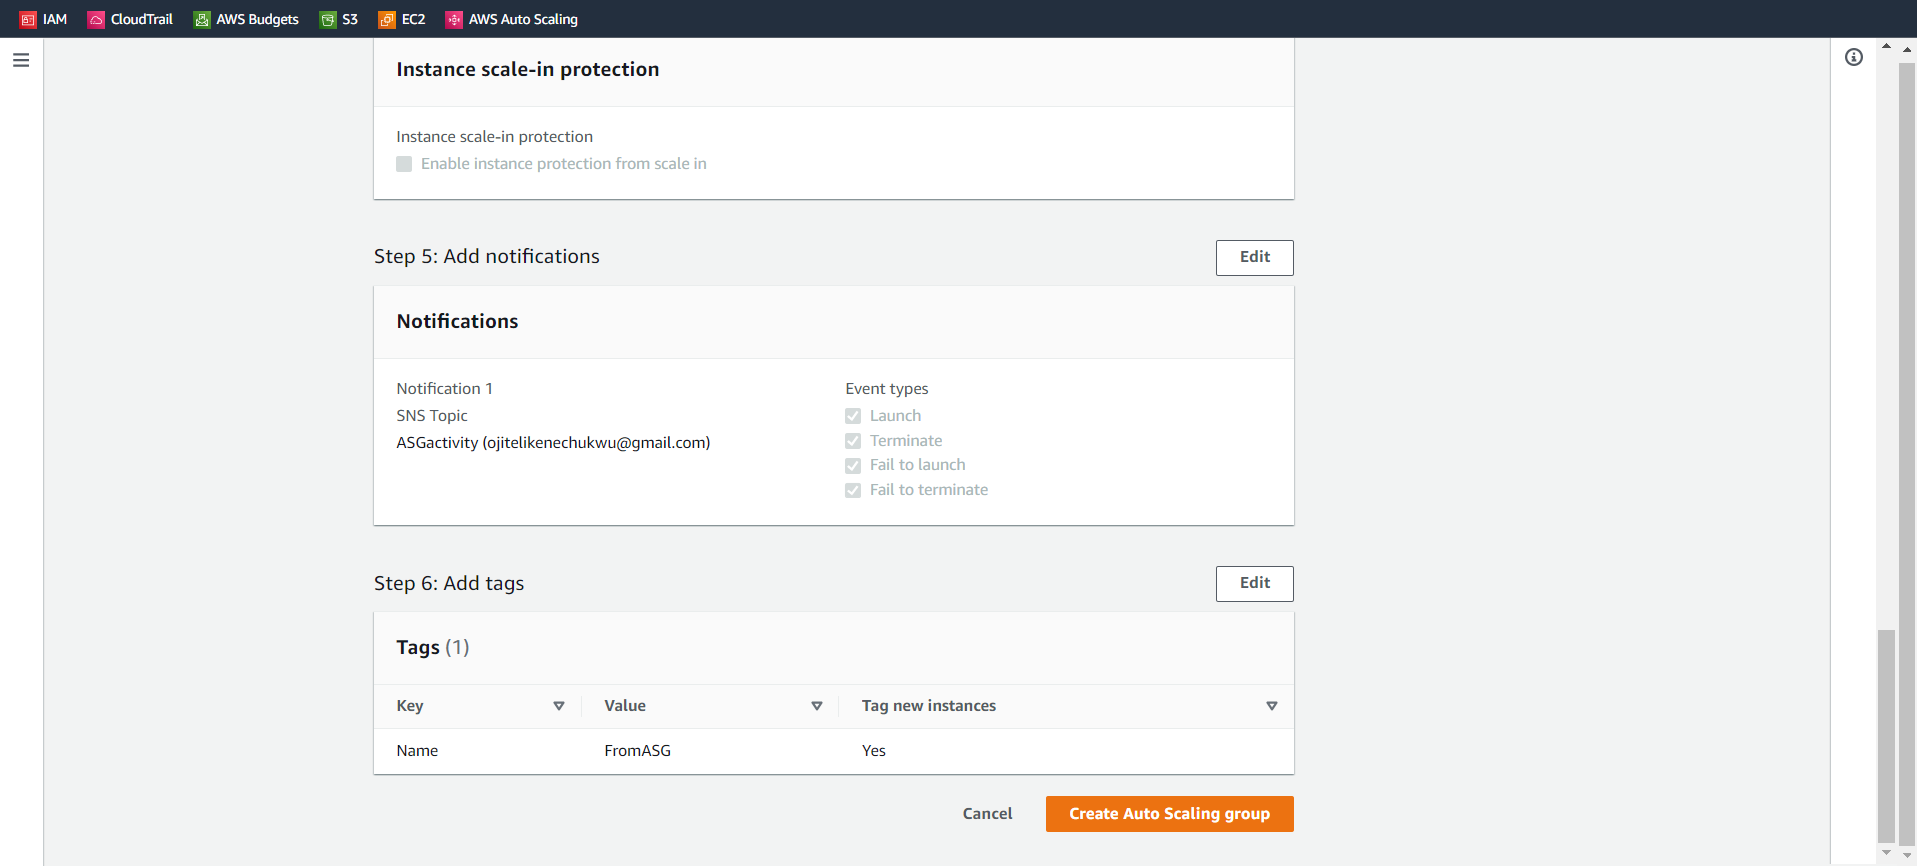 IAM CloudTrail AWS Budgets S3 EC2 AWS Auto Scaling
Instance scale-in protection
Instance scale-in protection
Enable instance protection from scale in
Step 5: Add notifications
Edit
Notifications
Notification 1
SNS Topic
ASGactivity (ojitelikenechukwu@gmail.com)
Event types
Launch
Terminate
Fail to launch
Fail to terminate
Step 6: Add tags
Edit
Tags (1)
Key Value Tag new instances
Name FromASG Yes
Cancel Create Auto Scaling group